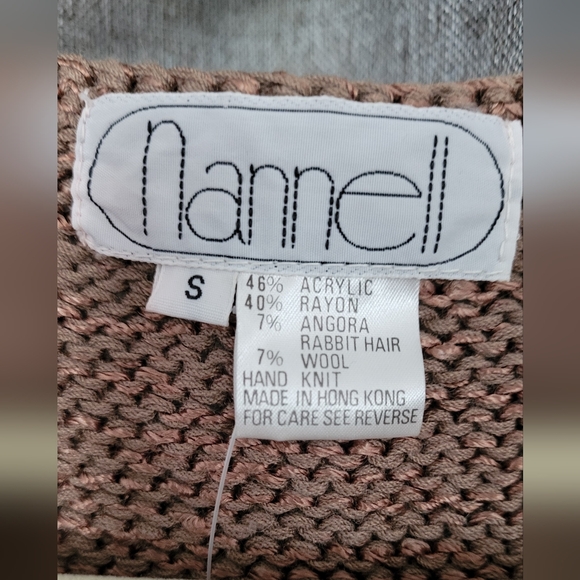 nannell
S
46% ACRYLIC
40% RAYON
7% ANGORA
RABBIT HAIR
7% WOOL
HAND KNIT
MADE IN HONG KONG
FOR CARE SEE REVERSE